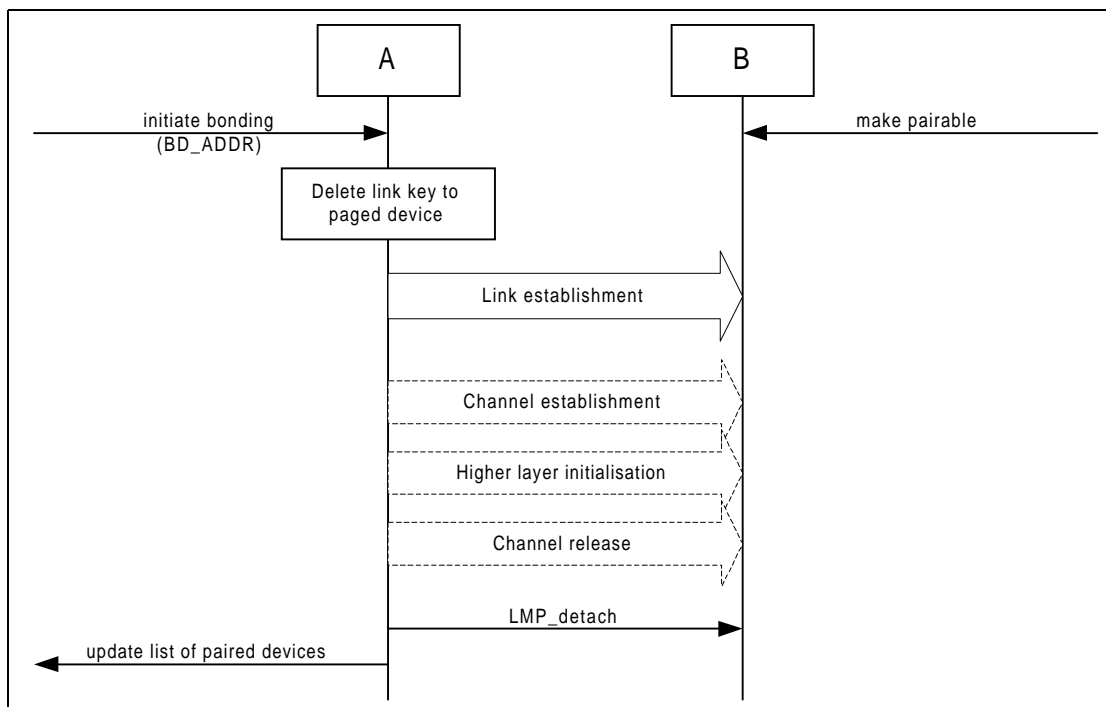 A
B
initiate bonding
(BD_ADDR)
make pairable
Delete link key to
paged device
Link establishment
Channel establishment
Higher layer initialisation
Channel release
LMP_detach
update list of paired devices